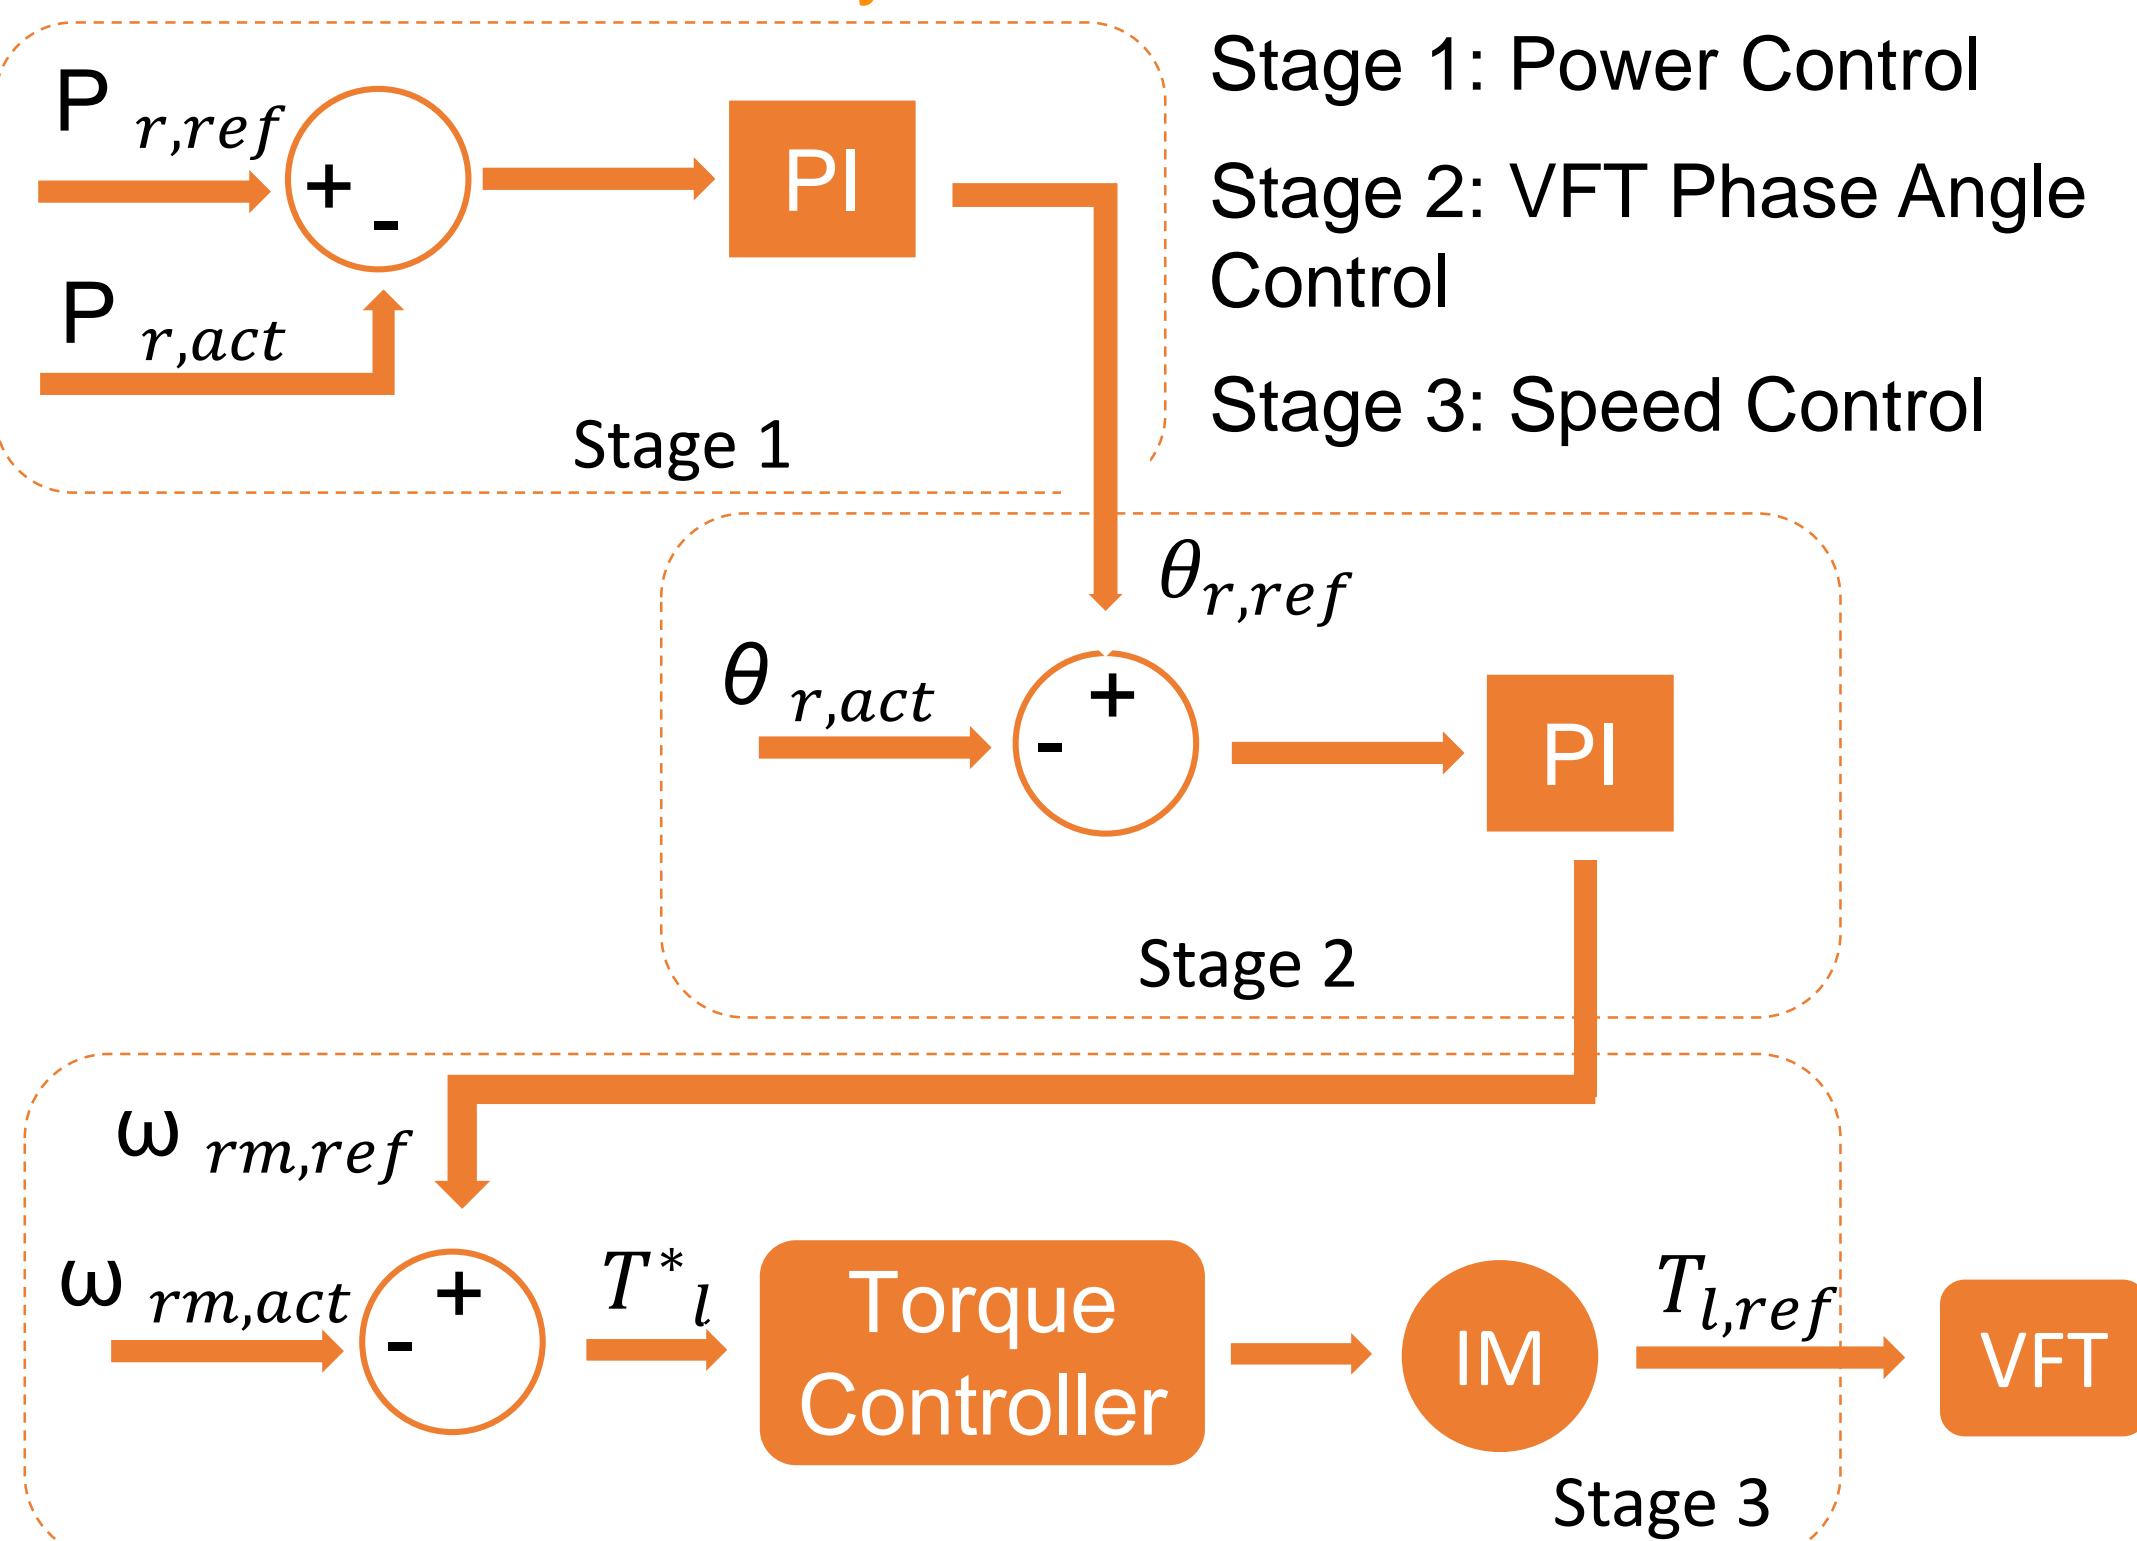 Stage 1: Power Control
Stage 2: VFT Phase Angle
Control
Stage 3: Speed Control
P r,ref
+
-
PI
P r,act
Stage 1
θr,ref
θ r,act
+
-
PI
Stage 2
ω rm,ref
ω rm,act
+
-
T*l
Torque
Controller
IM
Tl,ref
VFT
Stage 3